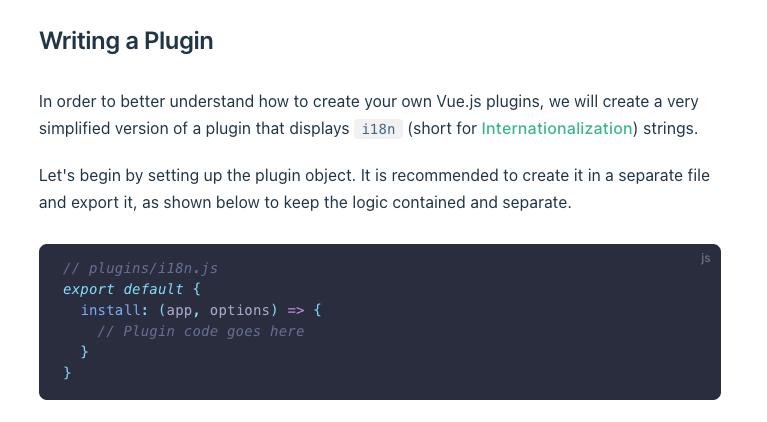 Writing a Plugin
In order to better understand how to create your own Vue.js plugins, we will create a very
simplified version of a plugin that displays i18n (short for Internationalization) strings.
Let's begin by setting up the plugin object. It is recommended to create it in a separate file
and export it, as shown below to keep the logic contained and separate.
js
// plugins/i18n.js
export default {
  install: (app, options) => {
    // Plugin code goes here
  }
}